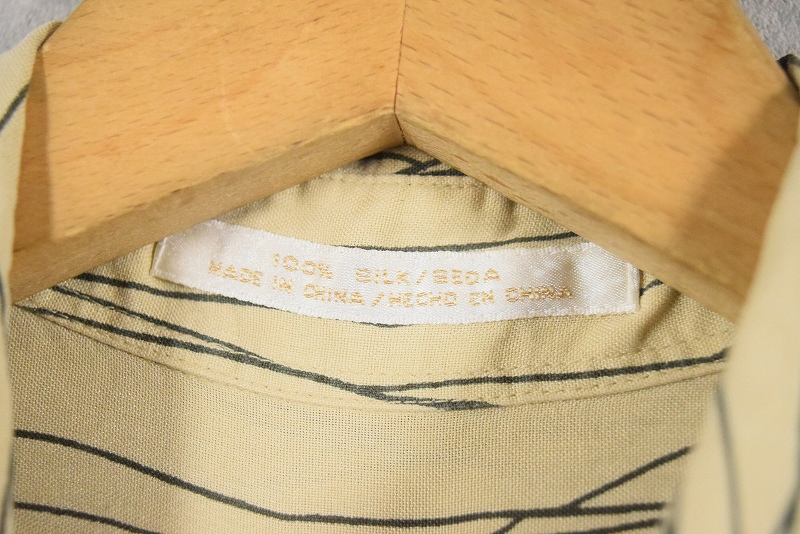 100% SILK/SEDA
MADE IN CHINA/HECHO EN CHINA